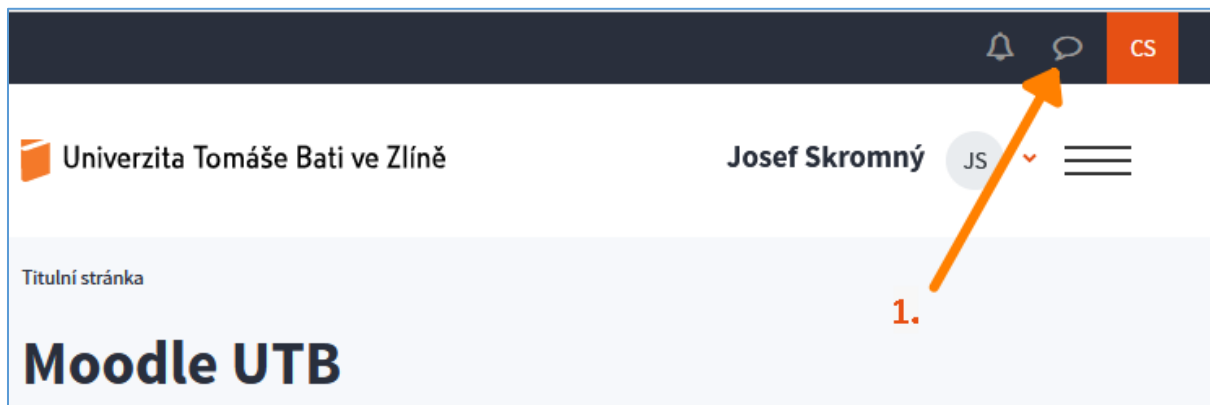 CS
Univerzita Tomáše Bati ve Zlíně
Josef Skromný JS
Titulní stránka
1.
Moodle UTB